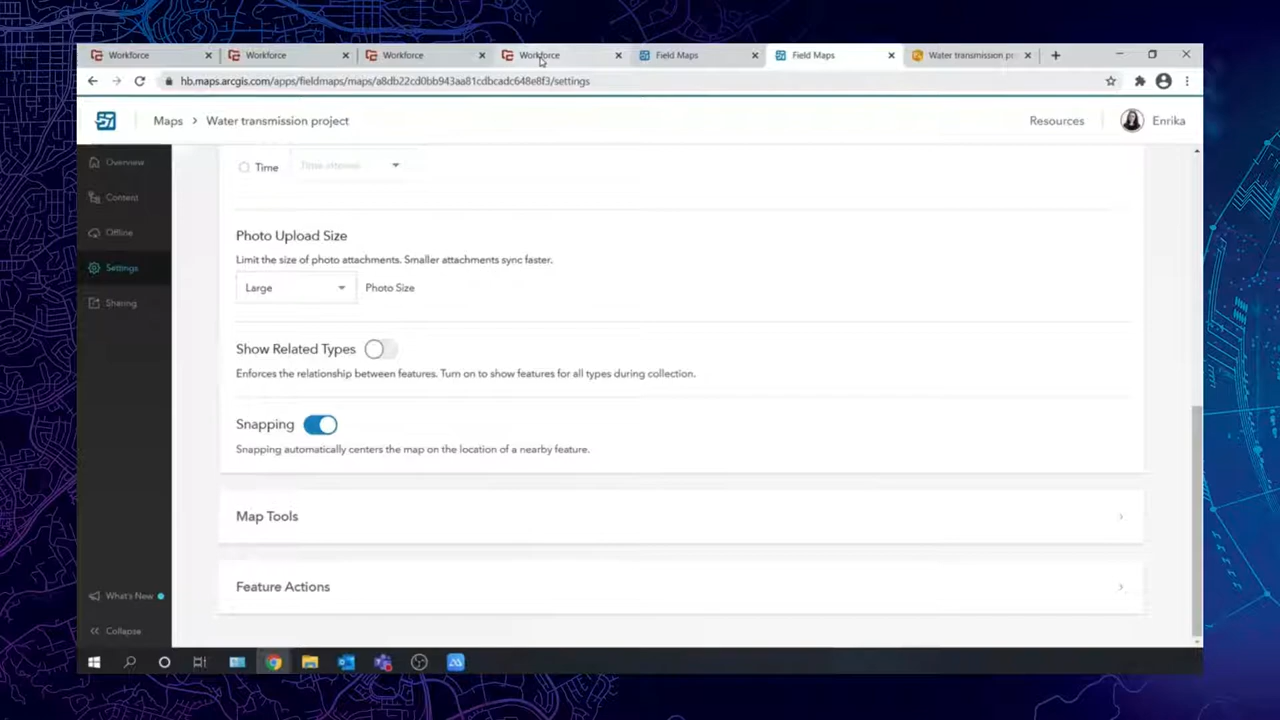 Workforce
Workforce
Workforce
Workforce
Field Maps
Field Maps
Water transmission pr
hb.maps.arcgis.com/apps/fieldmaps/maps/a8db22cd0bb943aa81cdbcadc648e8f3/settings
Maps > Water transmission project
Resources
Enrika
Overview
Content
Offline
Settings
Sharing
What's New
Collapse
Time
Photo Upload Size
Limit the size of photo attachments. Smaller attachments sync faster.
Large
Photo Size
Show Related Types
Enforces the relationship between features. Turn on to show features for all types during collection.
Snapping
Snapping automatically centers the map on the location of a nearby feature.
Map Tools
Feature Actions